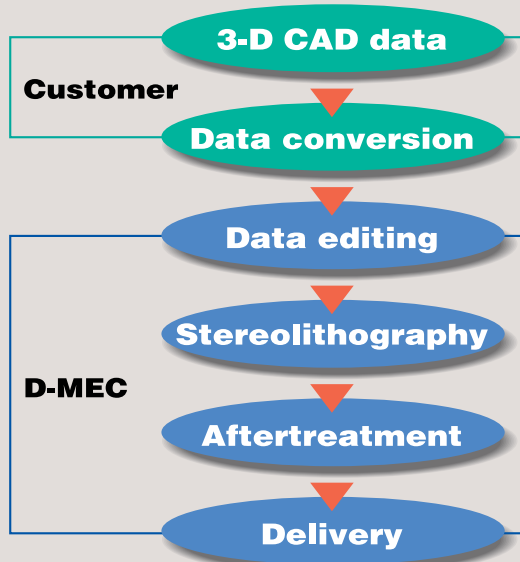 3-D CAD data
Customer
Data conversion
Data editing
Stereolithography
D-MEC
Aftertreatment
Delivery